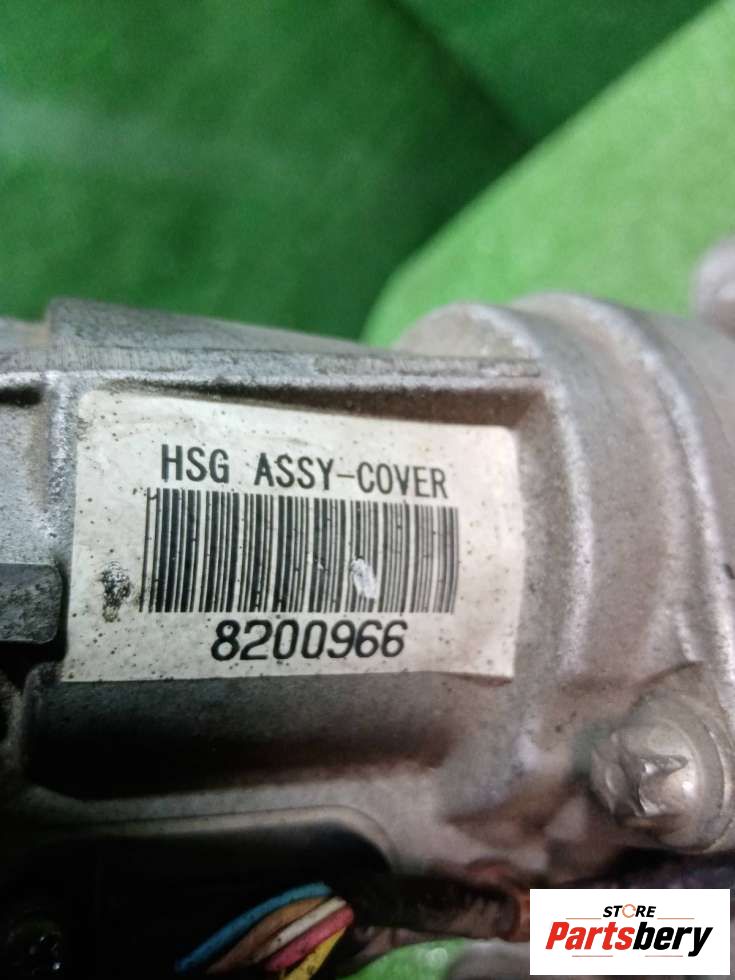 HSG ASSY-COVER
8200966
STORE
Partsbery